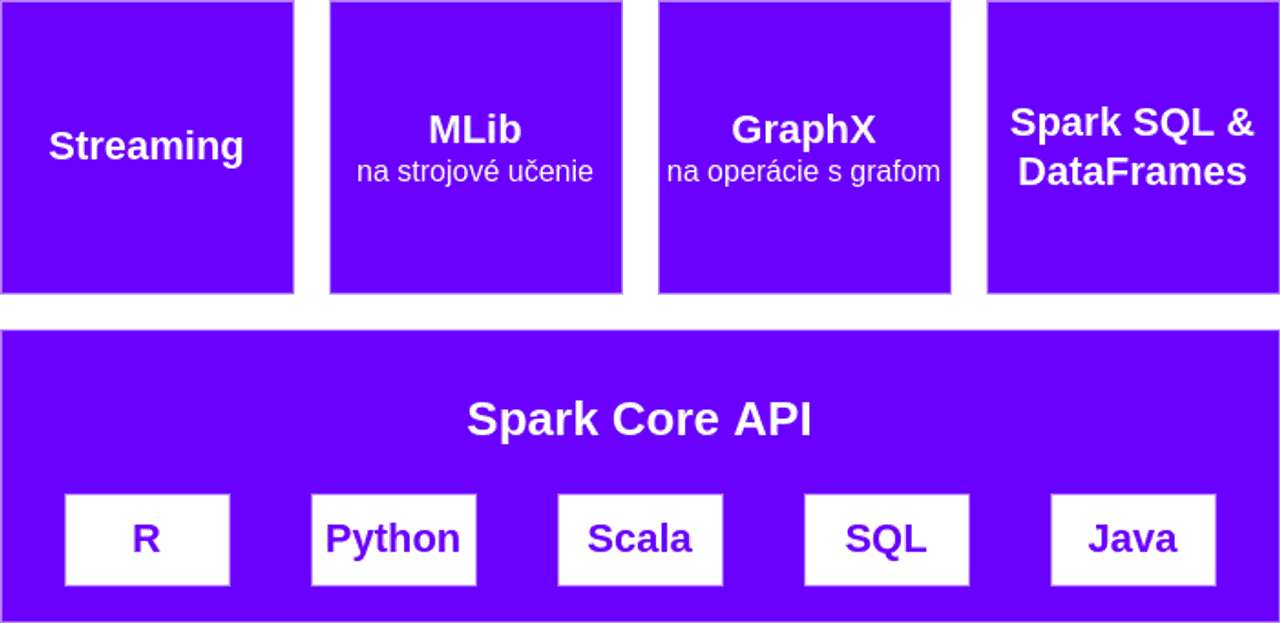 Streaming
MLib
na strojové učenie
GraphX
na operácie s grafom
Spark SQL &
DataFrames
Spark Core API
R
Python
Scala
SQL
Java